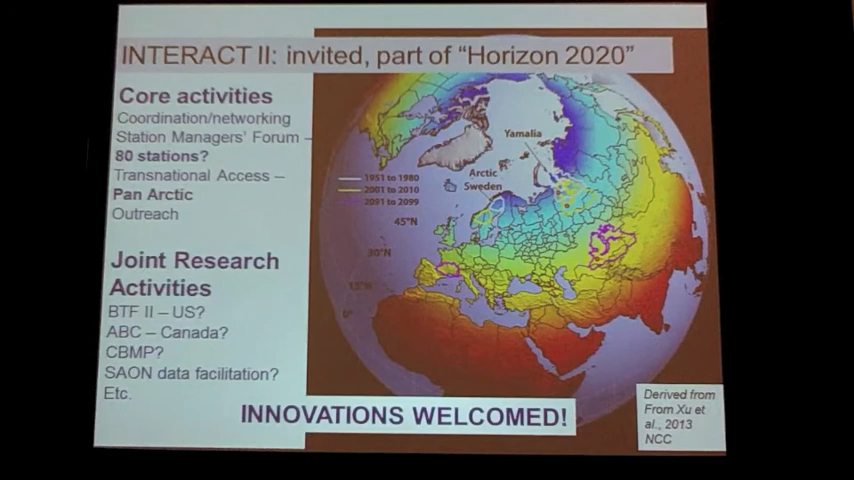 INTERACT II: invited, part of "Horizon 2020"
Core activities
Coordination/networking
Station Managers' Forum –
80 stations?
Transnational Access –
Pan Arctic
Outreach
Joint Research
Activities
BTF II – US?
ABC – Canada?
CBMP?
SAON data facilitation?
Etc.
Yamalia
Arctic
Sweden
1951 to 1980
2001 to 2010
2091 to 2099
45°N
30°N
15°N
0°
INNOVATIONS WELCOMED!
Derived from
From Xu et
al., 2013
NCC